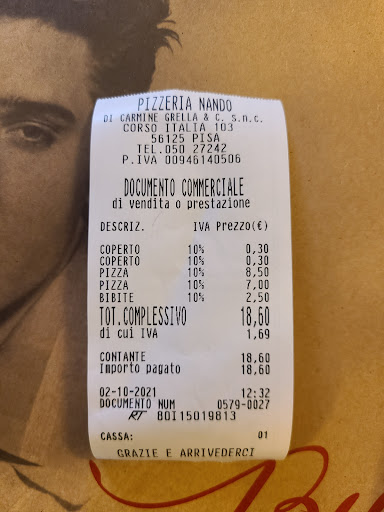 PIZZERIA NANDO
DI CARMINE GRELLA & C. s.n.c.
CORSO ITALIA 103
56125 PISA
TEL.050 27242
P.IVA 00946140506
DOCUMENTO COMMERCIALE
di vendita o prestazione
DESCRIZ. IVA Prezzo(€)
COPERTO 10% 0,30
COPERTO 10% 0,30
PIZZA 10% 8,50
PIZZA 10% 7,00
BIBITE 10% 2,50
TOT.COMPLESSIVO 18,60
di cui IVA 1,69
CONTANTE 18,60
Importo pagato 18,60
02-10-2021 12:32
DOCUMENTO NUM 0579-0027
RT 80I15019813
CASSA: 01
GRAZIE E ARRIVEDERCI